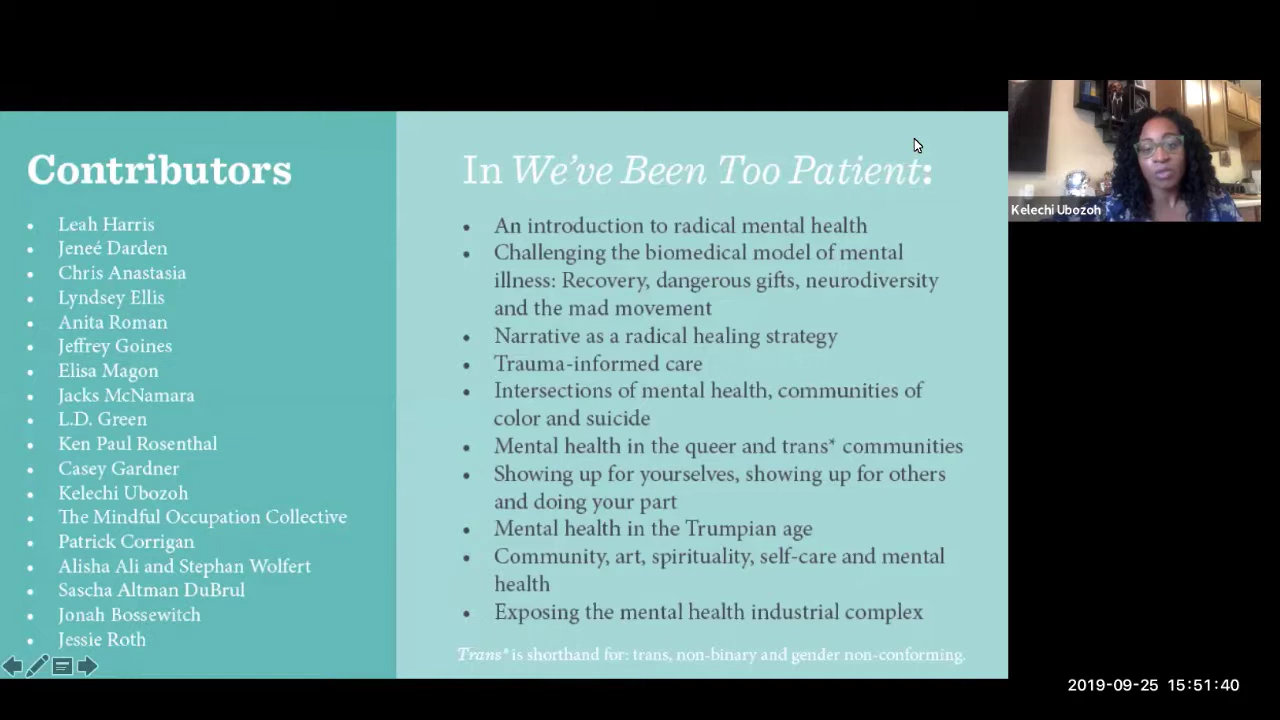 Contributors
• Leah Harris
• Jeneé Darden
• Chris Anastasia
• Lyndsey Ellis
• Anita Roman
• Jeffrey Goines
• Elisa Magon
• Jacks McNamara
• L.D. Green
• Ken Paul Rosenthal
• Casey Gardner
• Kelechi Ubozoh
• The Mindful Occupation Collective
• Patrick Corrigan
• Alisha Ali and Stephan Wolfert
• Sascha Altman DuBrul
• Jonah Bossewitch
• Jessie Roth
In We've Been Too Patient:
• An introduction to radical mental health
• Challenging the biomedical model of mental
illness: Recovery, dangerous gifts, neurodiversity
and the mad movement
• Narrative as a radical healing strategy
• Trauma-informed care
• Intersections of mental health, communities of
color and suicide
• Mental health in the queer and trans* communities
• Showing up for yourselves, showing up for others
and doing your part
• Mental health in the Trumpian age
• Community, art, spirituality, self-care and mental
health
• Exposing the mental health industrial complex
Trans* is shorthand for: trans, non-binary and gender non-conforming.
Kelechi Ubozoh
2019-09-25 15:51:40